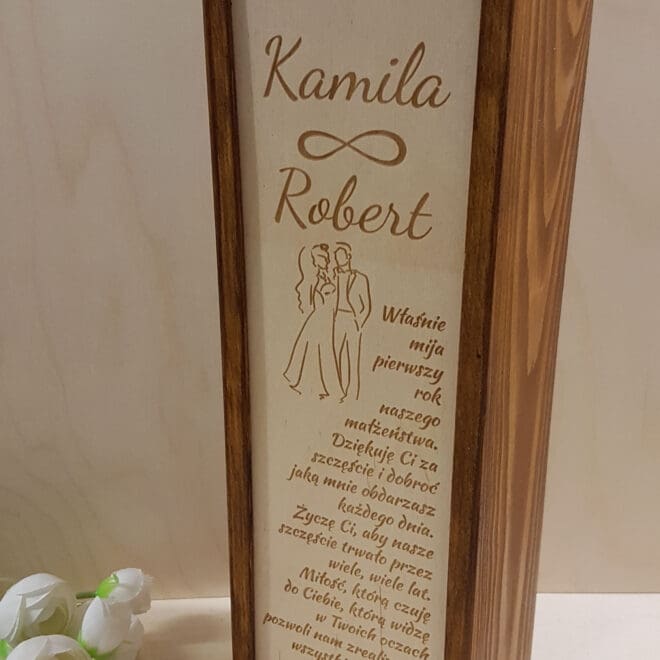 Kamila
Robert
Właśnie
mija
pierwszy
rok
naszego
małżeństwa.
Dziękuję Ci za
szczęście i dobroć
jaką mnie obdarzasz
każdego dnia.
Życzę Ci, aby nasze
szczęście trwało przez
wiele, wiele lat.
Miłość, którą czuję
do Ciebie, którą widzę
w Twoich oczach
pozwoli nam